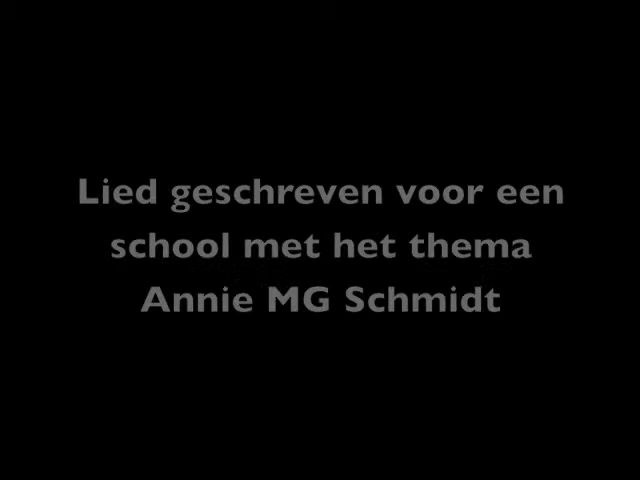 Lied geschreven voor een
school met het thema
Annie MG Schmidt